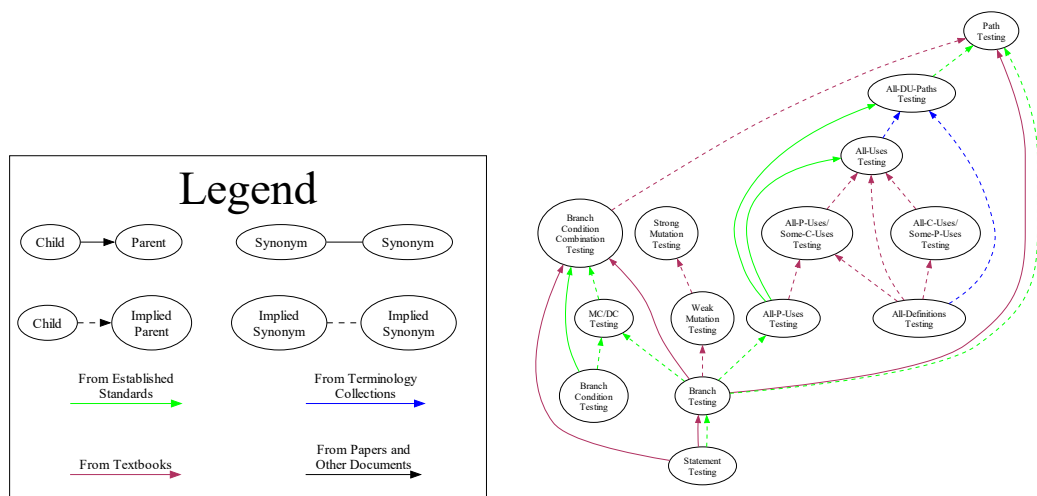 Legend
Child
Parent
Synonym
Synonym
Child
Implied
Parent
Implied
Synonym
Implied
Synonym
From Established
Standards
From Terminology
Collections
From Textbooks
From Papers and
Other Documents
Path
Testing
All-DU-Paths
Testing
All-Uses
Testing
Branch
Condition
Combination
Testing
Strong
Mutation
Testing
All-P-Uses/
Some-C-Uses
Testing
All-C-Uses/
Some-P-Uses
Testing
MC/DC
Testing
Weak
Mutation
Testing
All-P-Uses
Testing
All-Definitions
Testing
Branch
Condition
Testing
Branch
Testing
Statement
Testing